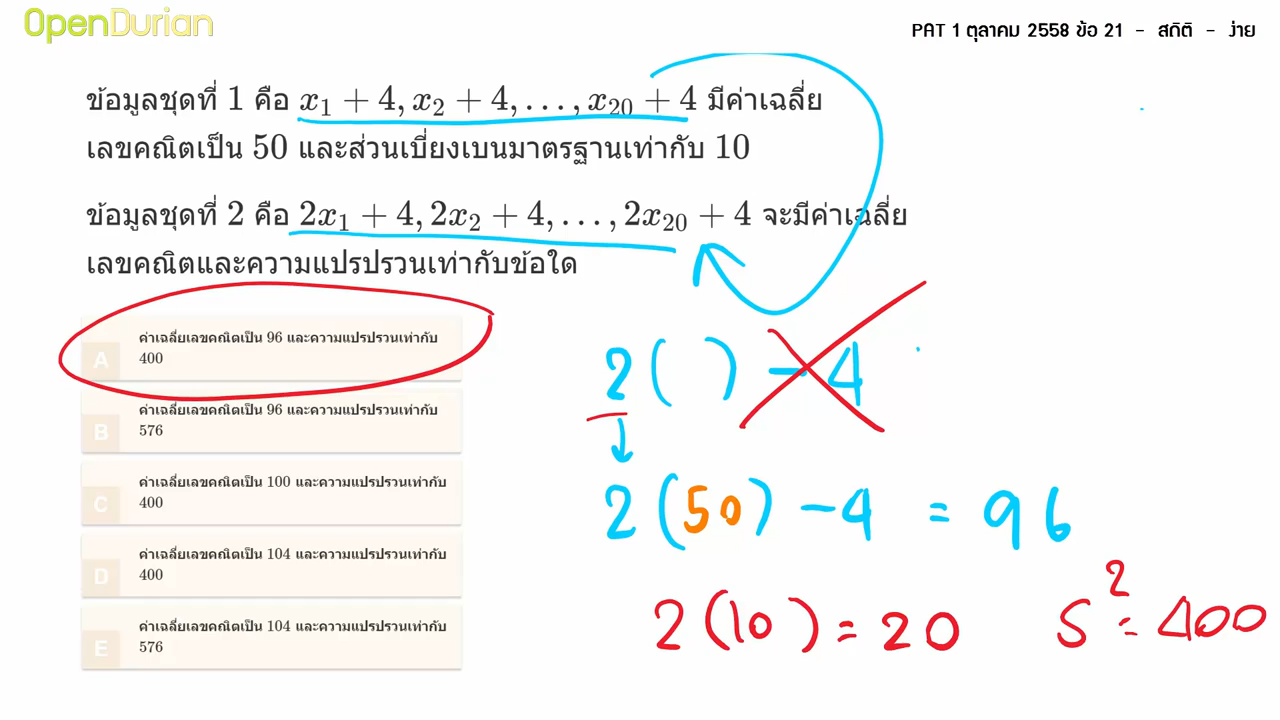 OpenDurian
PAT 1 ตุลาคม 2558 ข้อ 21 - สถิติ - ง่าย
ข้อมูลชุดที่ 1 คือ x₁ + 4, x₂ + 4, . . . , x₂₀ + 4 มีค่าเฉลี่ย
เลขคณิตเป็น 50 และส่วนเบี่ยงเบนมาตรฐานเท่ากับ 10
ข้อมูลชุดที่ 2 คือ 2x₁ + 4, 2x₂ + 4, . . . , 2x₂₀ + 4 จะมีค่าเฉลี่ย
เลขคณิตและความแปรปรวนเท่ากับข้อใด
A ค่าเฉลี่ยเลขคณิตเป็น 96 และความแปรปรวนเท่ากับ
400
B ค่าเฉลี่ยเลขคณิตเป็น 96 และความแปรปรวนเท่ากับ
576
C ค่าเฉลี่ยเลขคณิตเป็น 100 และความแปรปรวนเท่ากับ
400
D ค่าเฉลี่ยเลขคณิตเป็น 104 และความแปรปรวนเท่ากับ
400
E ค่าเฉลี่ยเลขคณิตเป็น 104 และความแปรปรวนเท่ากับ
576
2 ( ) - 4
2 (50) - 4 = 96
2 (10) = 20
S² = 400